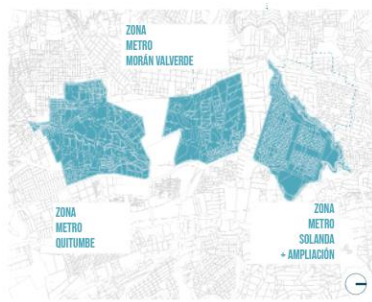 ZONA
METRO
MORÁN VALVERDE
ZONA
METRO
QUITUMBE
ZONA
METRO
SOLANDA
+ AMPLIACIÓN